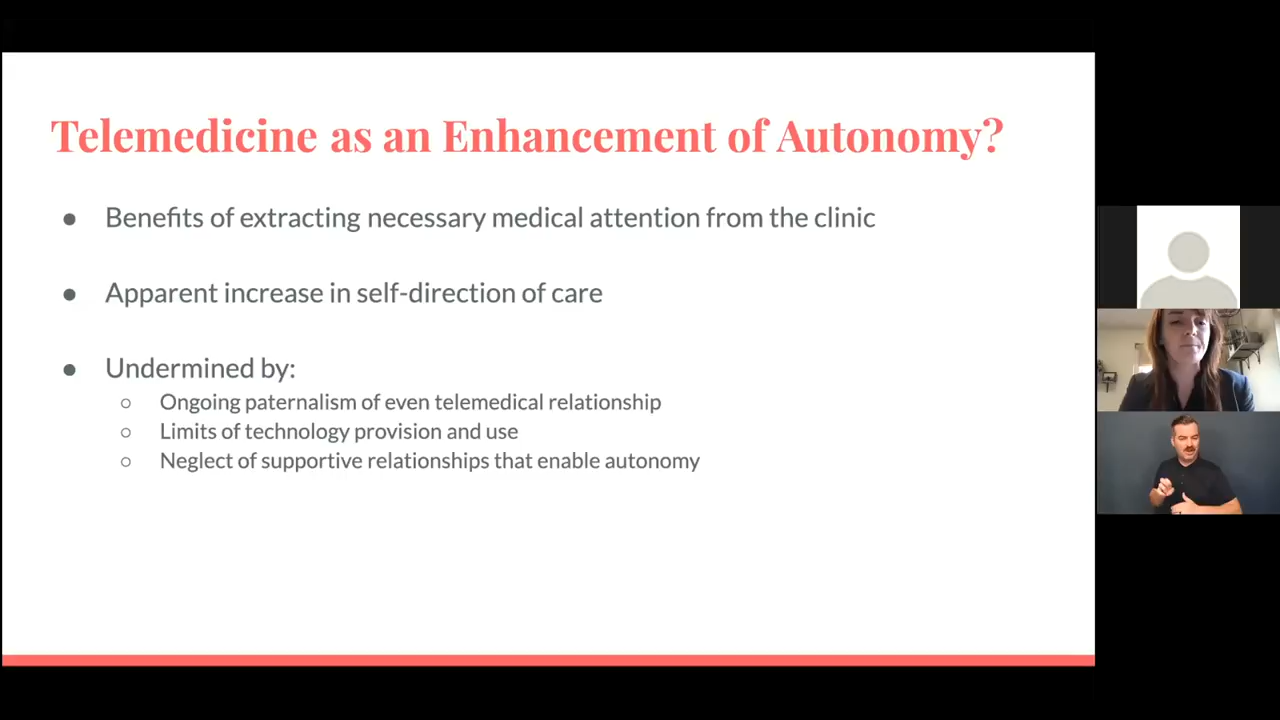 Telemedicine as an Enhancement of Autonomy?
● Benefits of extracting necessary medical attention from the clinic
● Apparent increase in self-direction of care
● Undermined by:
○ Ongoing paternalism of even telemedical relationship
○ Limits of technology provision and use
○ Neglect of supportive relationships that enable autonomy